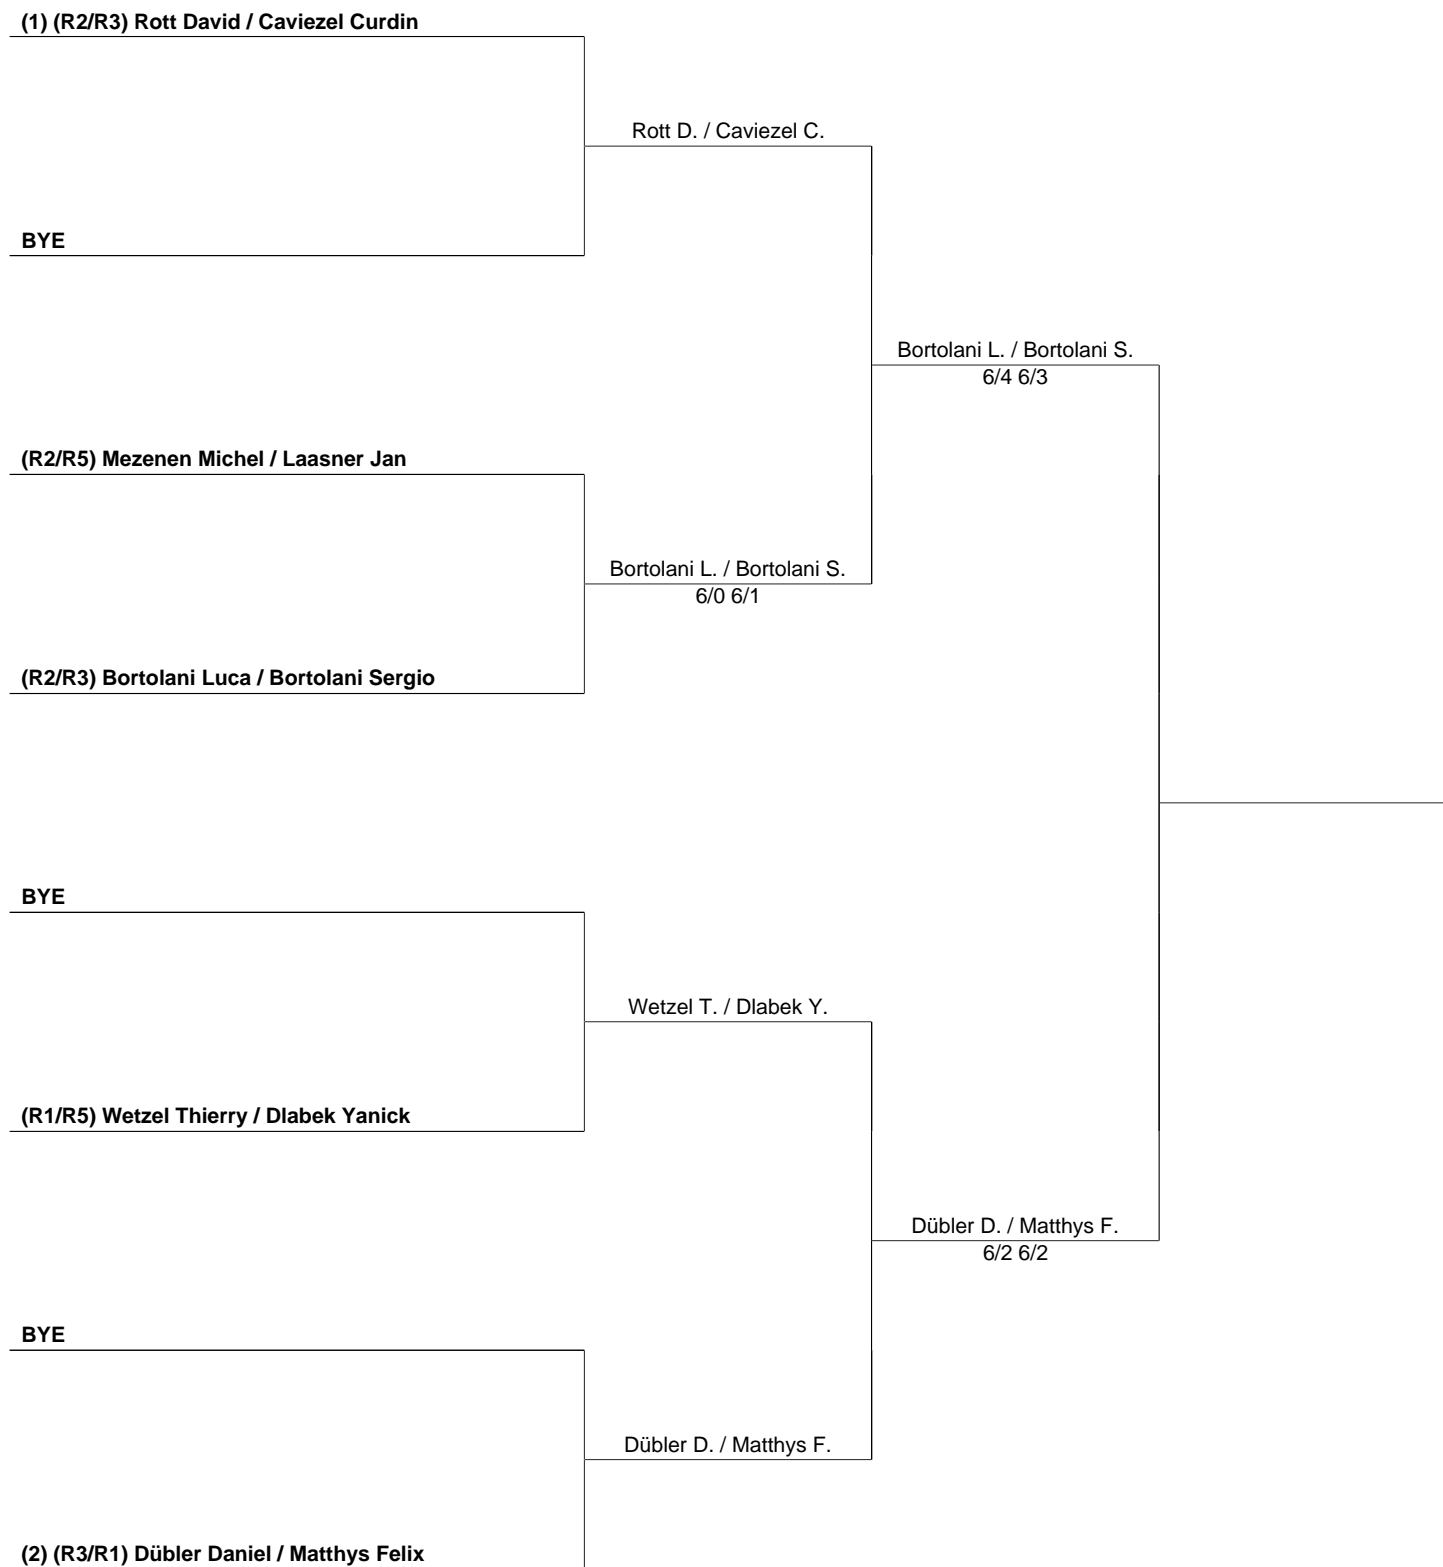 (1) (R2/R3) Rott David / Caviezel Curdin
Rott D. / Caviezel C.
BYE
Bortolani L. / Bortolani S.
6/4 6/3
(R2/R5) Mezenen Michel / Laasner Jan
Bortolani L. / Bortolani S.
6/0 6/1
(R2/R3) Bortolani Luca / Bortolani Sergio
BYE
Wetzel T. / Dlabek Y.
(R1/R5) Wetzel Thierry / Dlabek Yanick
Dübler D. / Matthys F.
6/2 6/2
BYE
Dübler D. / Matthys F.
(2) (R3/R1) Dübler Daniel / Matthys Felix